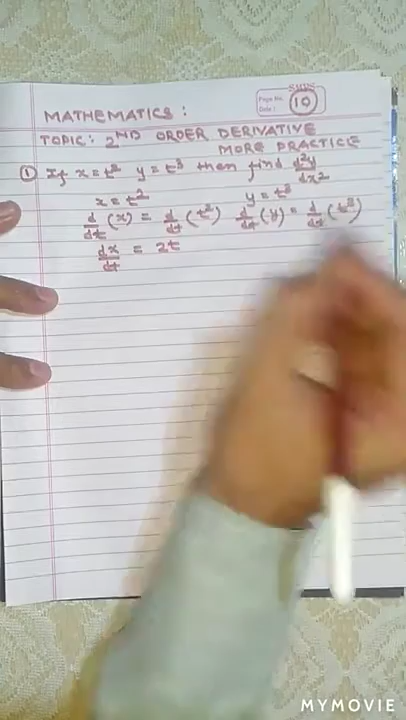 SHPS
Page No. 10
Date :
MATHEMATICS :
TOPIC : 2ND ORDER DERIVATIVE
MORE PRACTICE
① If x = t² y = t³ then find d²y/dx²
x = t² y = t³
d/dt (x) = d/dt (t²) d/dt (y) = d/dt (t³)
dx/dt = 2t
MYMOVIE